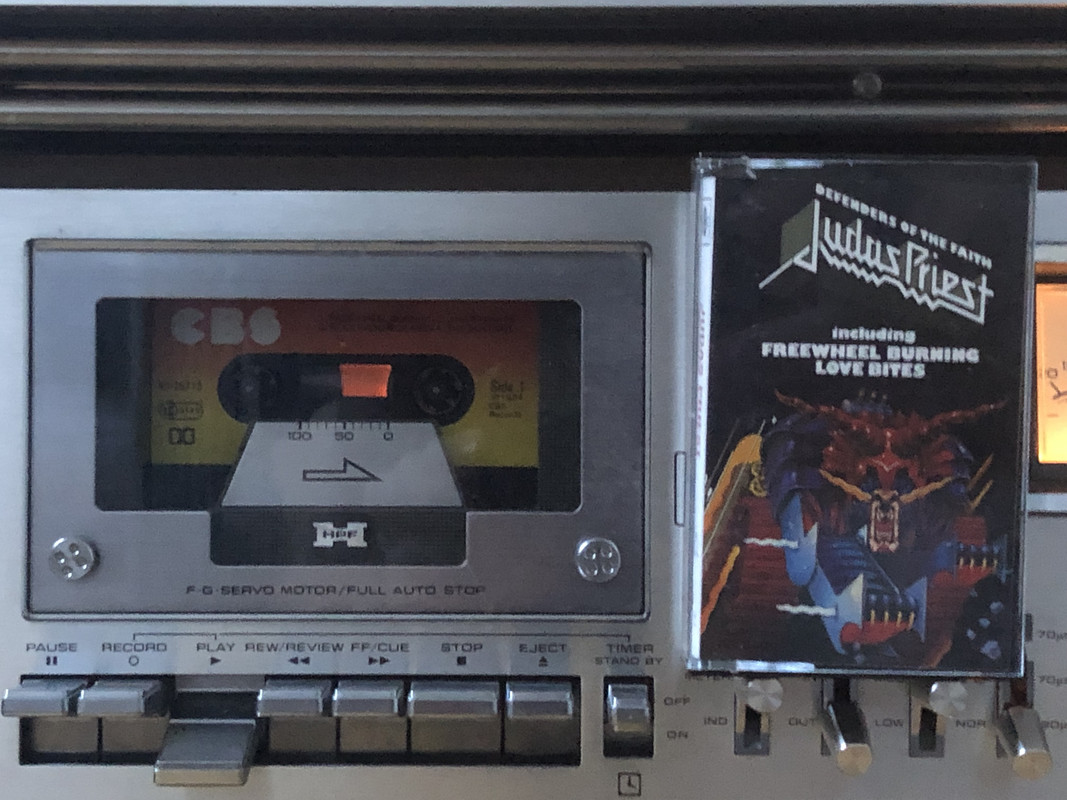 DEFENDERS OF THE FAITH
Judas Priest
including
FREEWHEEL BURNING
LOVE BITES
CBS
Side 1
100 50 0
HPF
F·G·SERVO MOTOR/FULL AUTO STOP
PAUSE RECORD PLAY REW/REVIEW FF/CUE STOP EJECT TIMER
STAND BY
OFF
ON
IND OUT LOW NOR
70μs
70μs